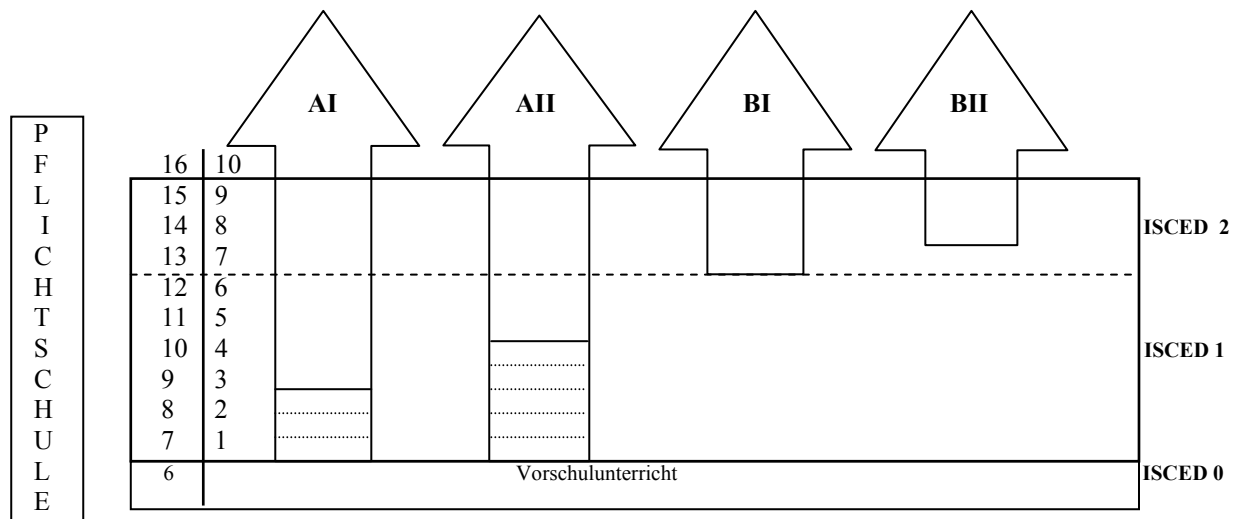 AI AII BI BII
P
F
L
I
C
H
T
S
C
H
U
L
E
16 10
15 9
14 8
13 7
12 6
11 5
10 4
9 3
8 2
7 1
6 Vorschulunterricht
ISCED 2
ISCED 1
ISCED 0